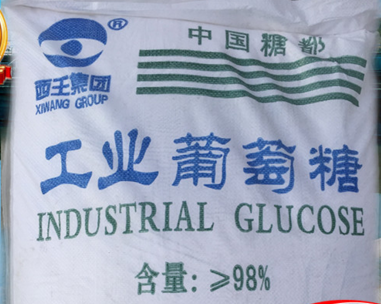 ®
西王集团
XIWANG GROUP
中国糖都
工业葡萄糖
INDUSTRIAL GLUCOSE
含量:≥98%